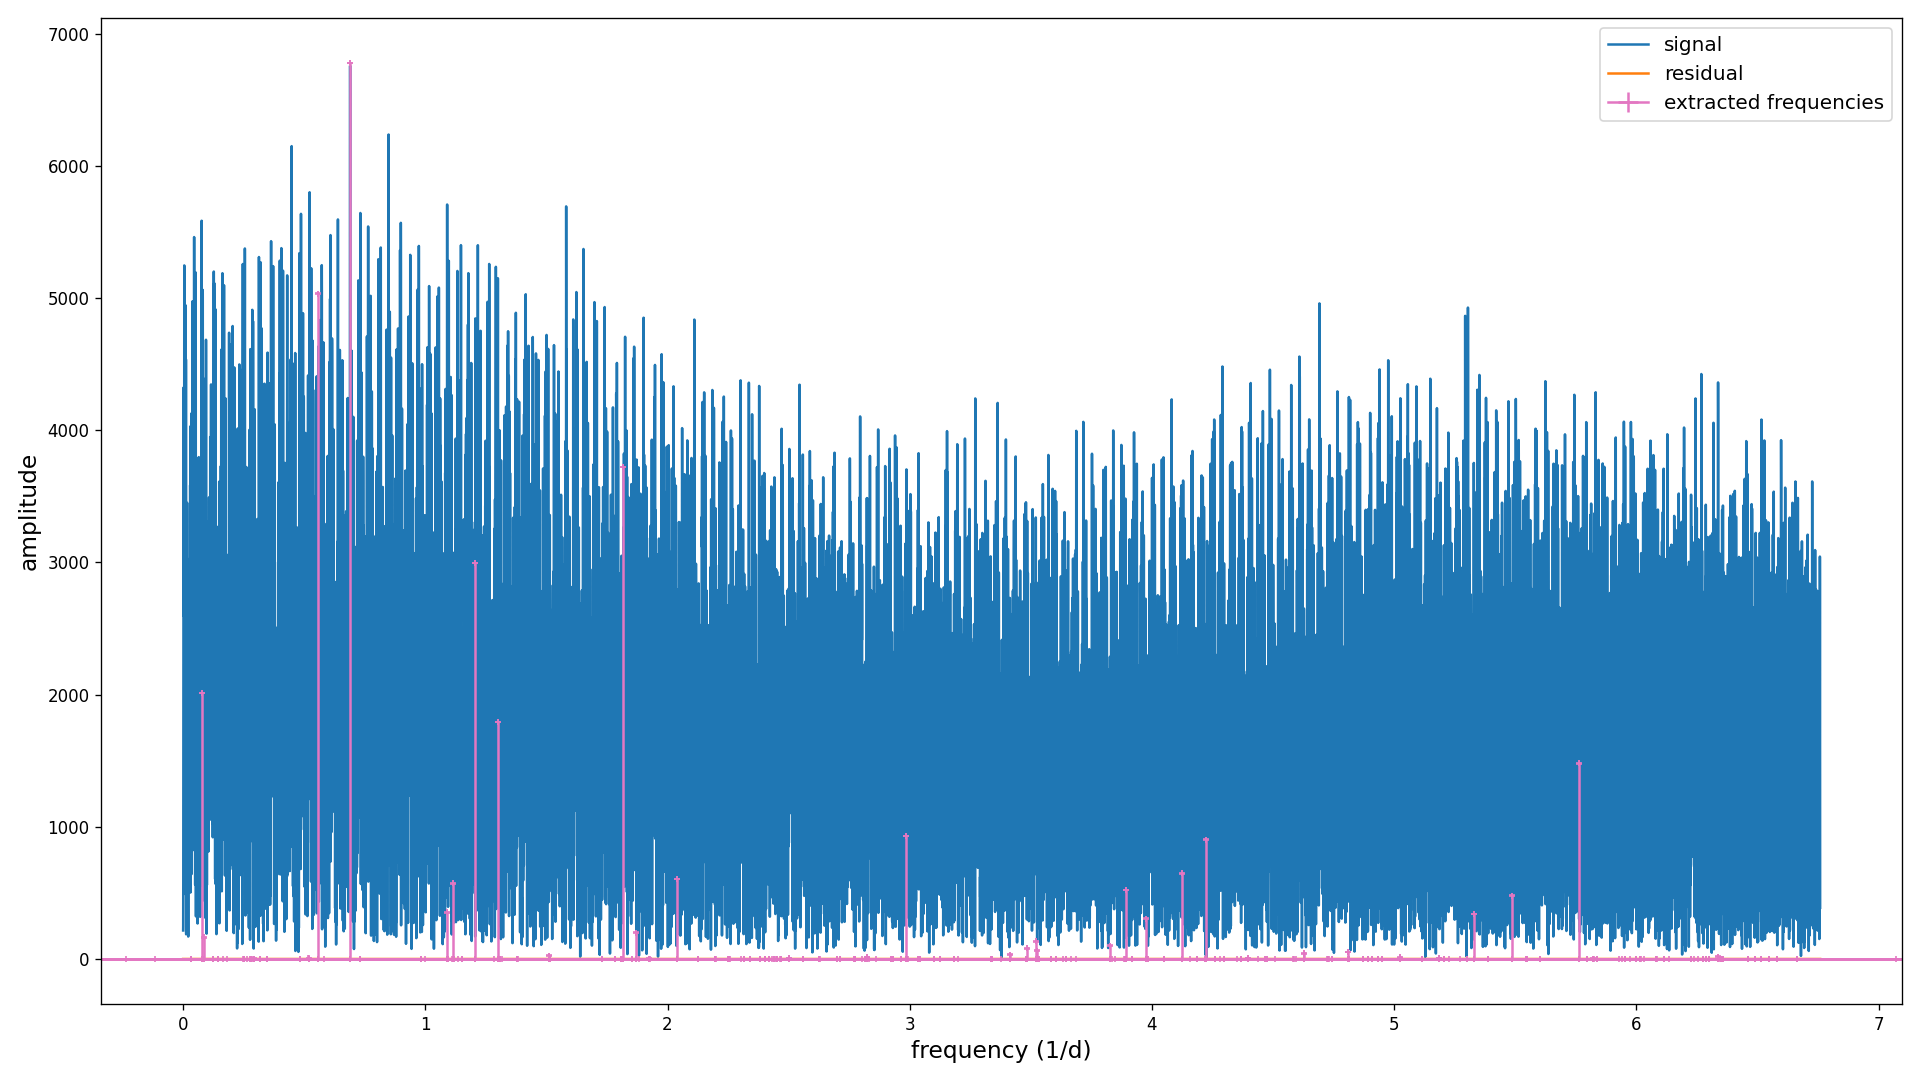 7000
6000
5000
4000
3000
2000
1000
0
amplitude
0 1 2 3 4 5 6 7
frequency (1/d)
signal
residual
extracted frequencies